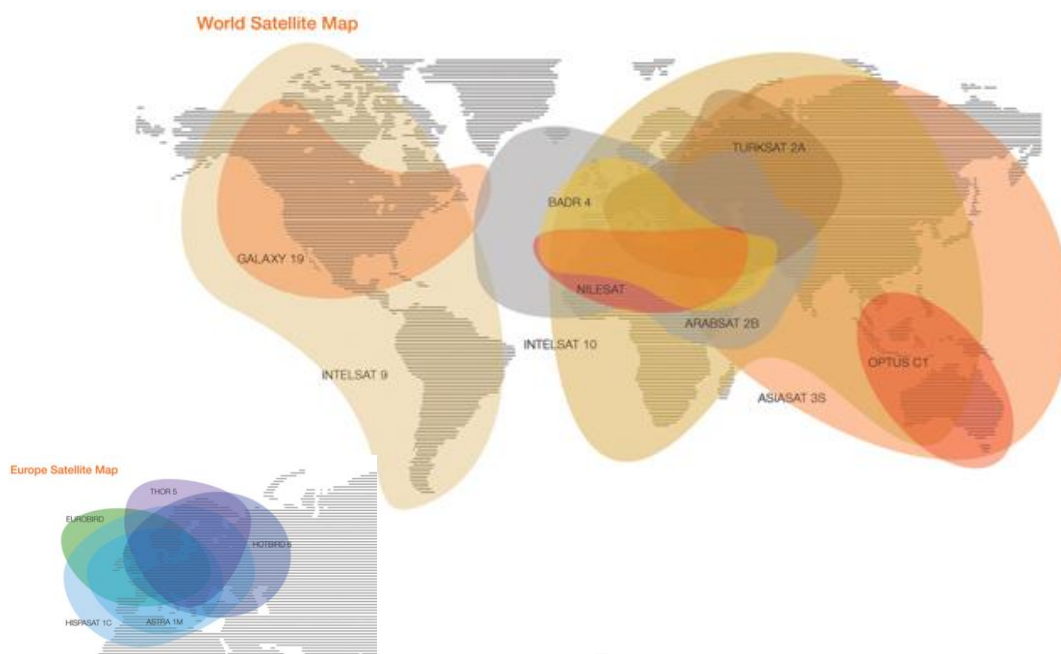 World Satellite Map
TURKSAT 2A
BADR 4
GALAXY 19
NILESAT
ARABSAT 2B
INTELSAT 10
OPTUS C1
INTELSAT 9
ASIASAT 3S
Europe Satellite Map
THOR 5
EUROBIRD
HOTBIRD 6
HISPASAT 1C
ASTRA 1M